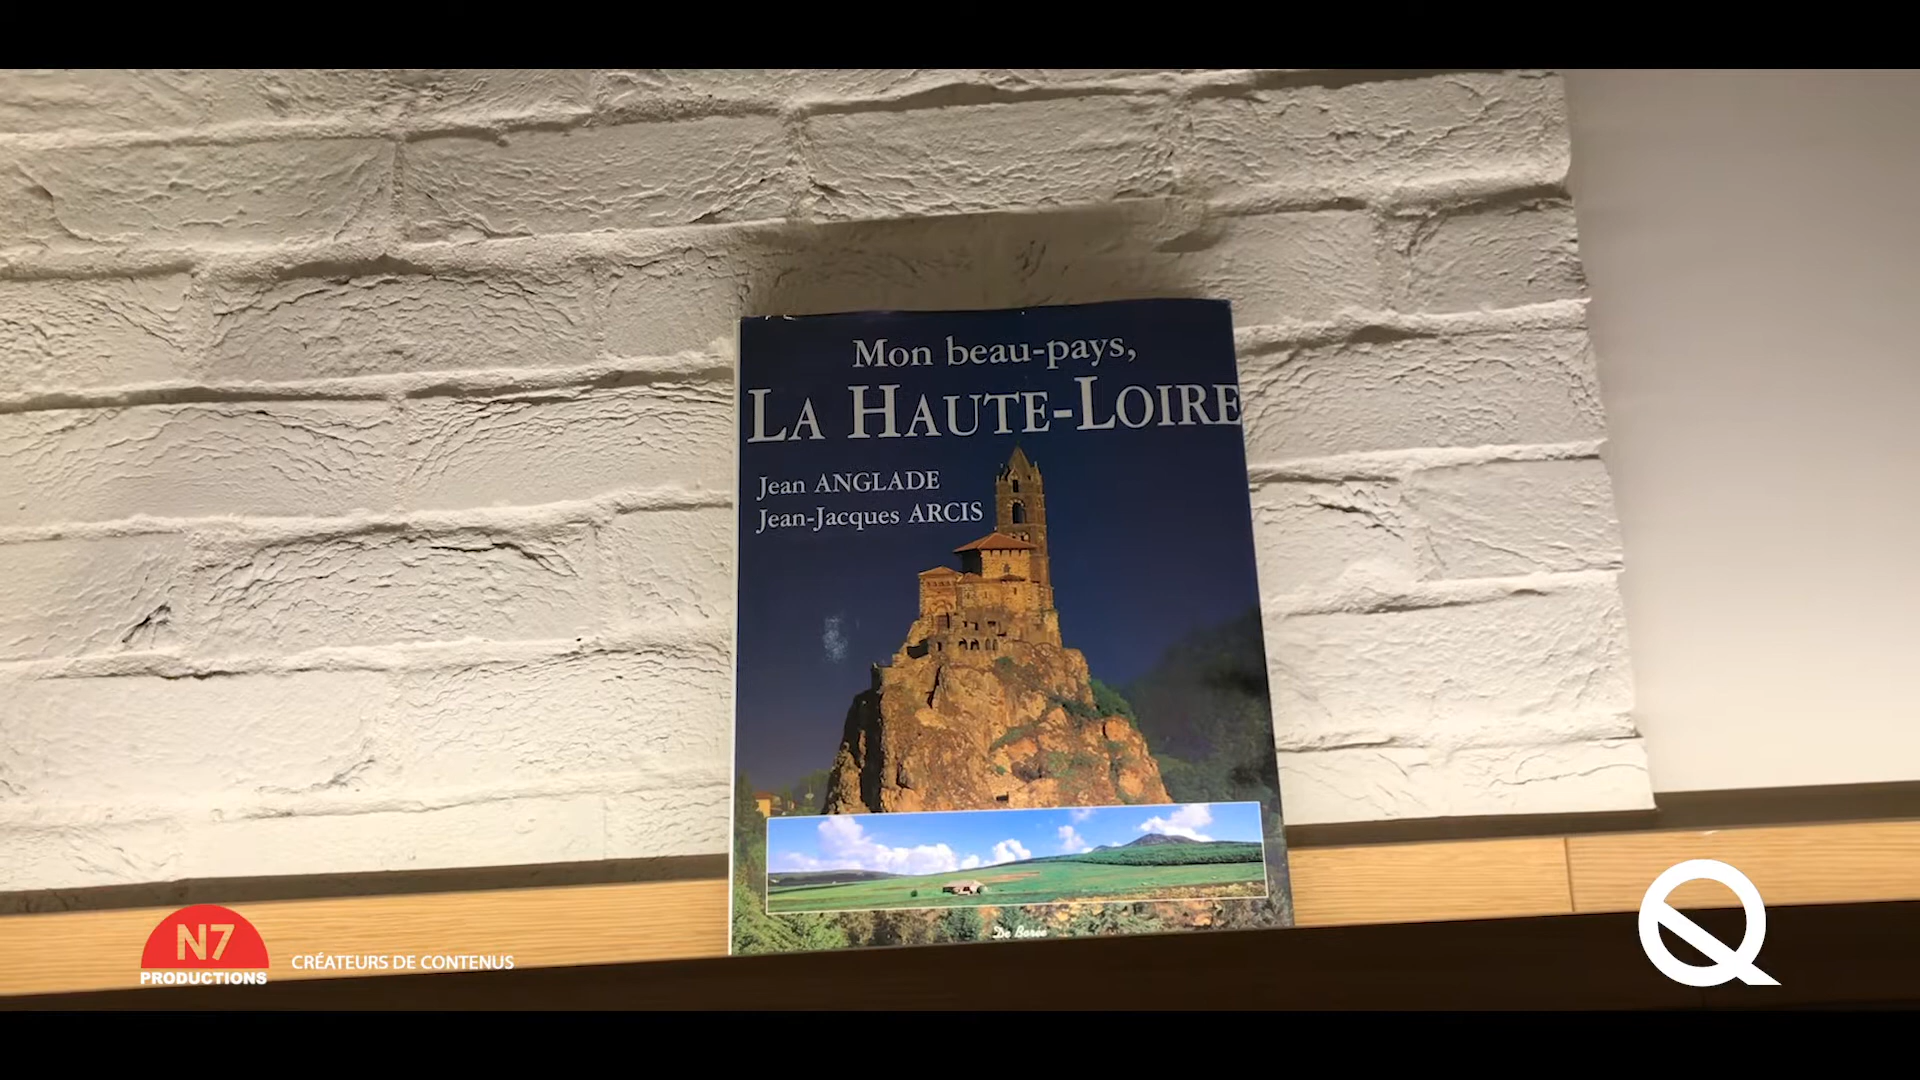 Mon beau-pays,
LA HAUTE-LOIRE
Jean ANGLADE
Jean-Jacques ARCIS
De Borée
N7
PRODUCTIONS
CRÉATEURS DE CONTENUS
Q